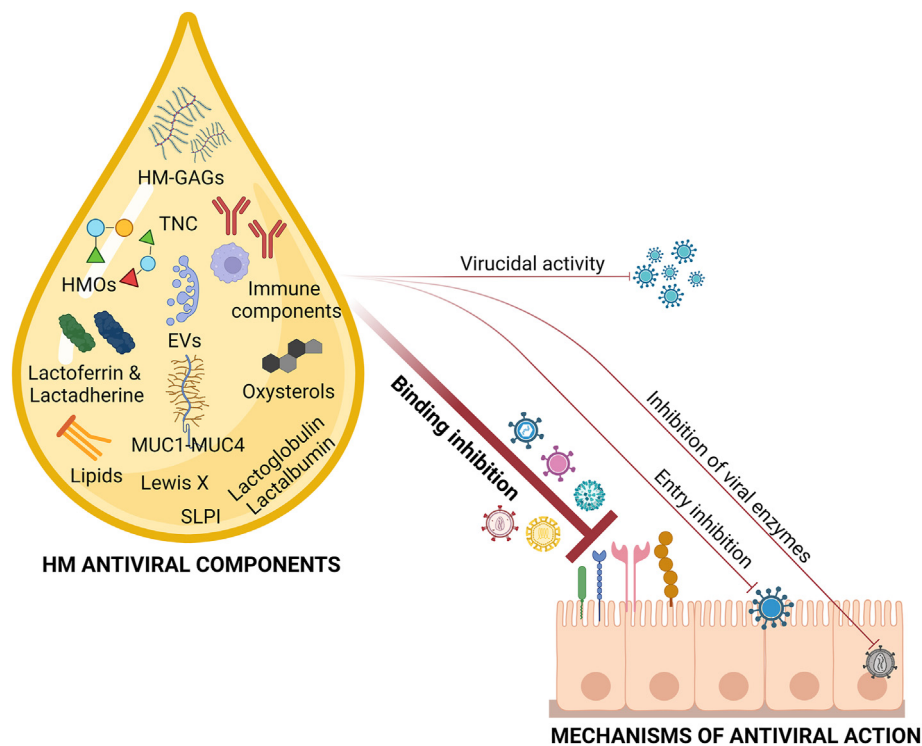 HM-GAGs
TNC
HMOs
Immune
components
EVs
Lactoferrin &
Lactadherine
Oxysterols
MUC1-MUC4
Lipids
Lewis X
Lactoglobulin
Lactalbumin
SLPI
HM ANTIVIRAL COMPONENTS
Virucidal activity
Binding inhibition
Entry inhibition
Inhibition of viral enzymes
MECHANISMS OF ANTIVIRAL ACTION